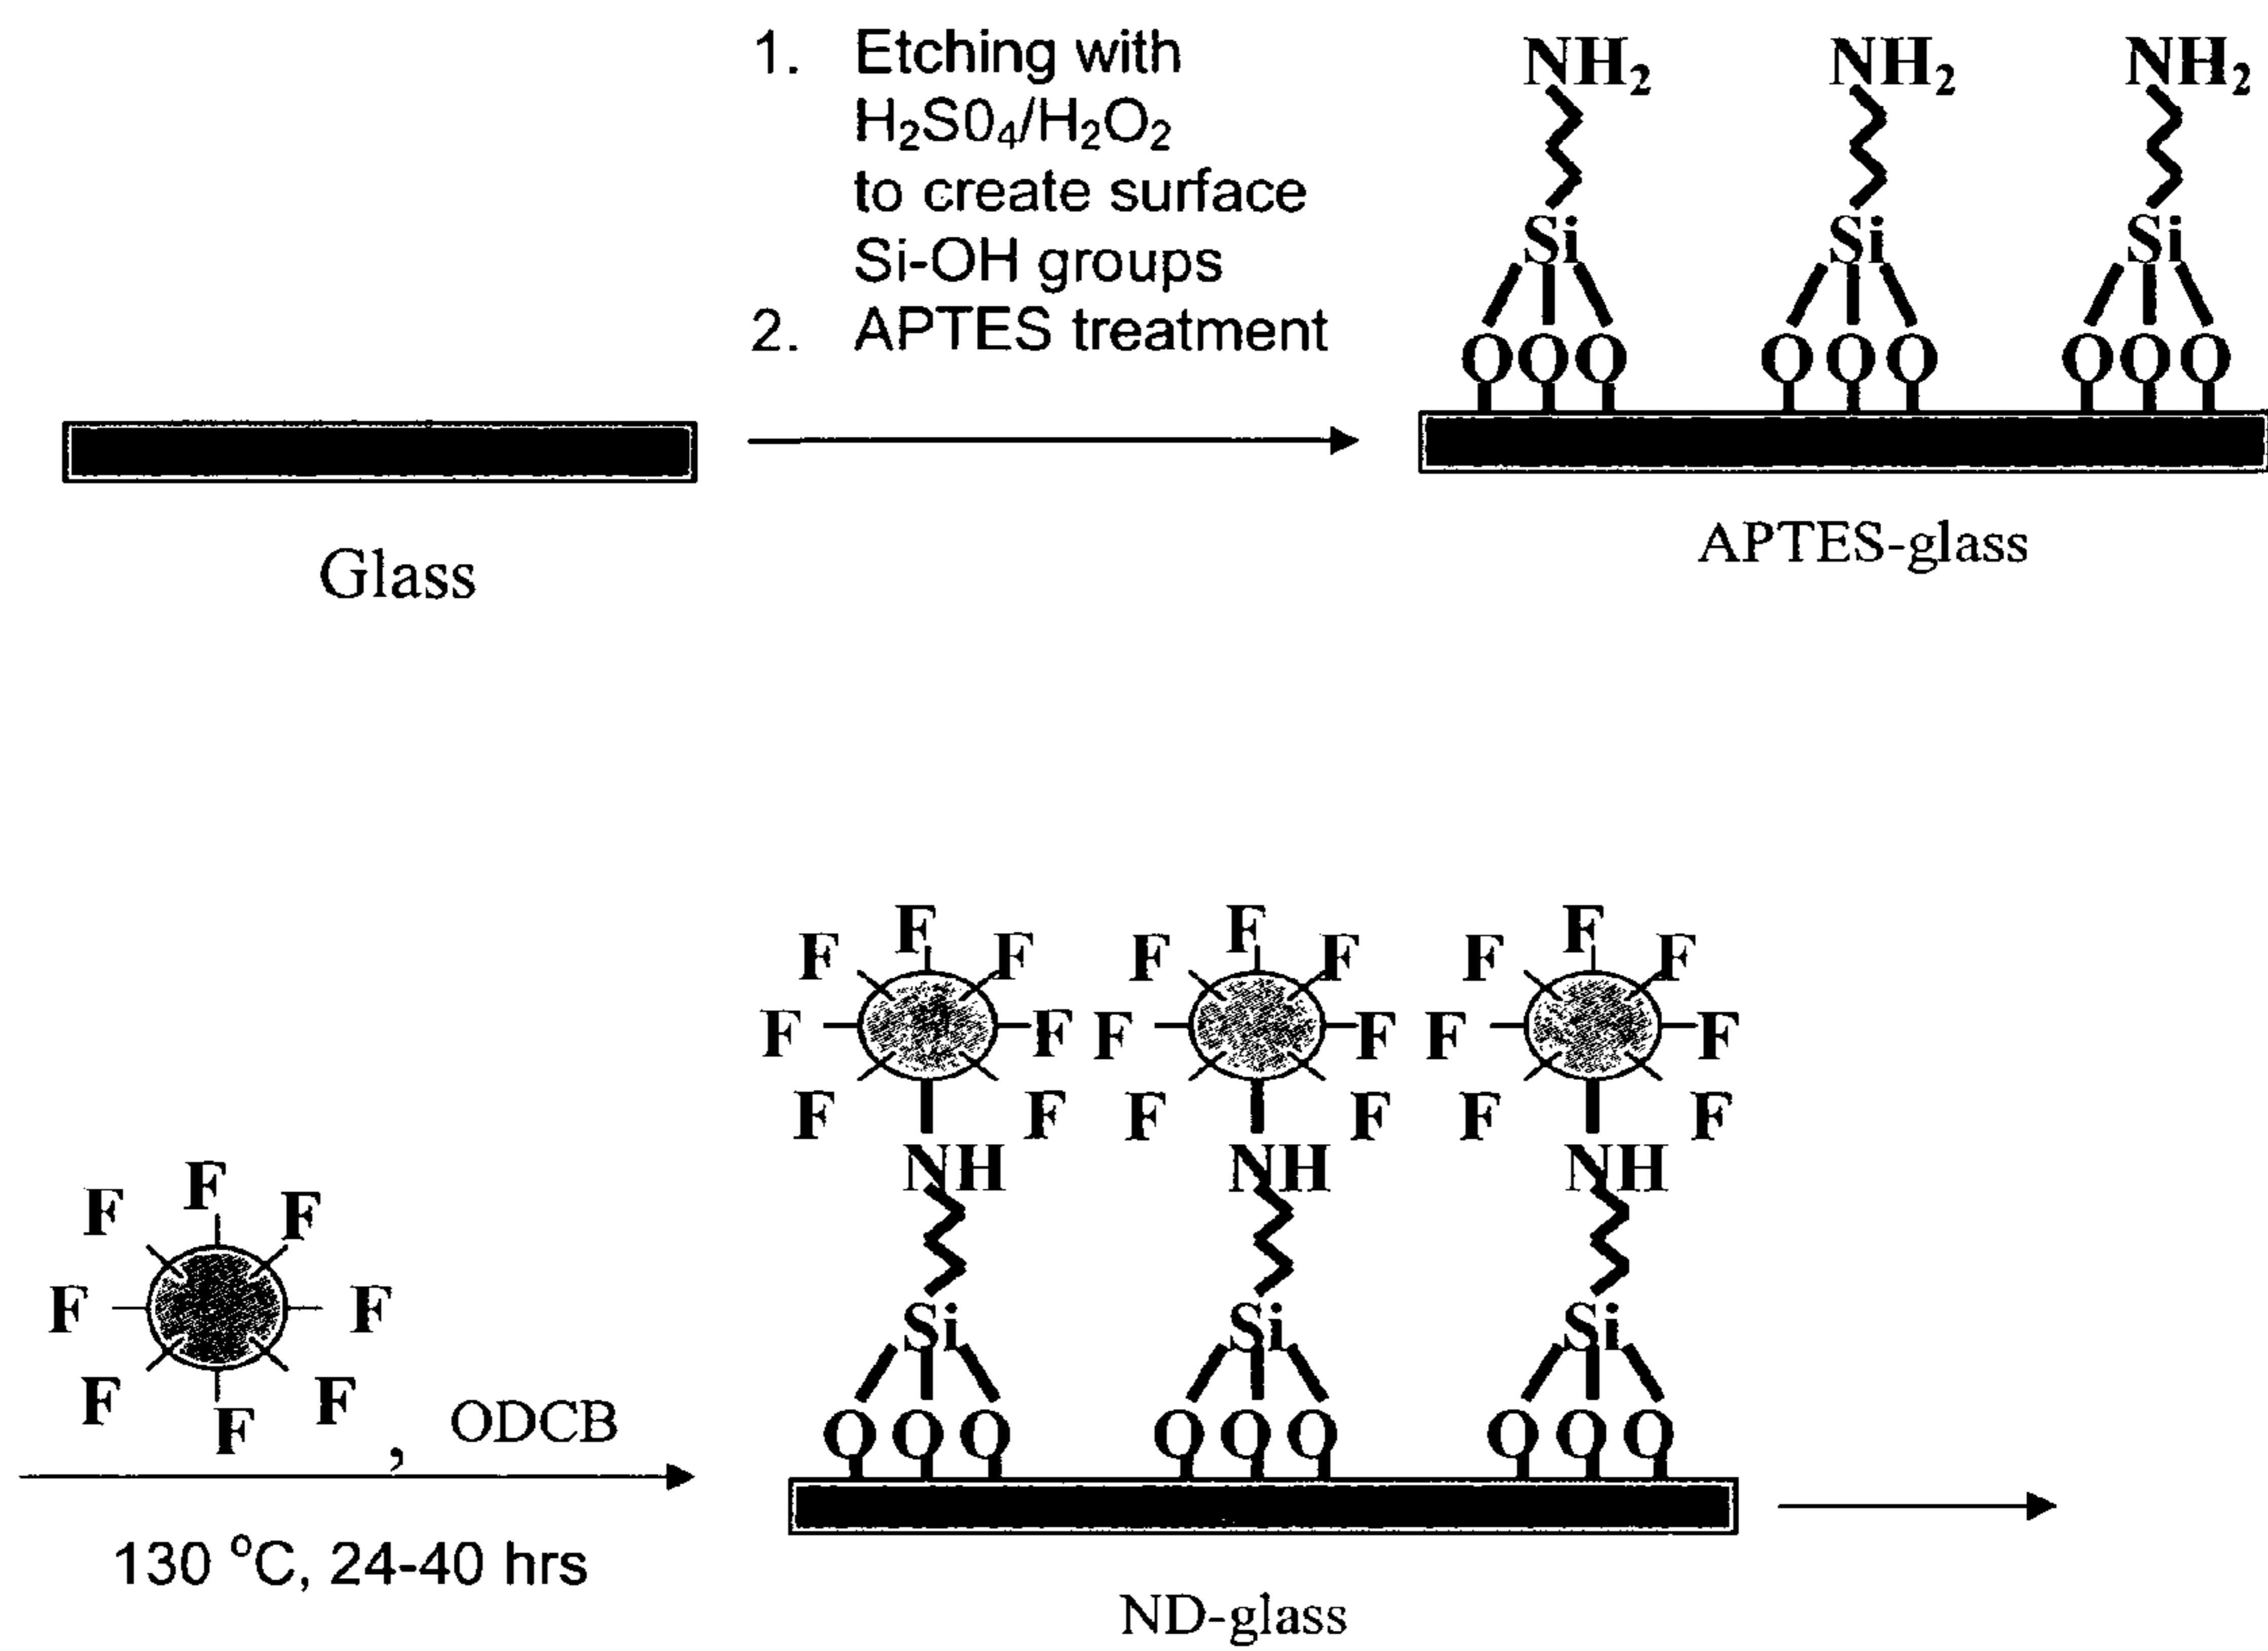 1. Etching with
H₂S0₄/H₂O₂
to create surface
Si-OH groups
2. APTES treatment
NH₂ NH₂ NH₂
Si Si Si
O O O O O O O O O
Glass
APTES-glass
F F F F F F F F F
F F F F F F
F F F F F F
NH NH NH
Si Si Si
O O O O O O O O O
F F F
F F
F F F
, ODCB
130 °C, 24-40 hrs
ND-glass